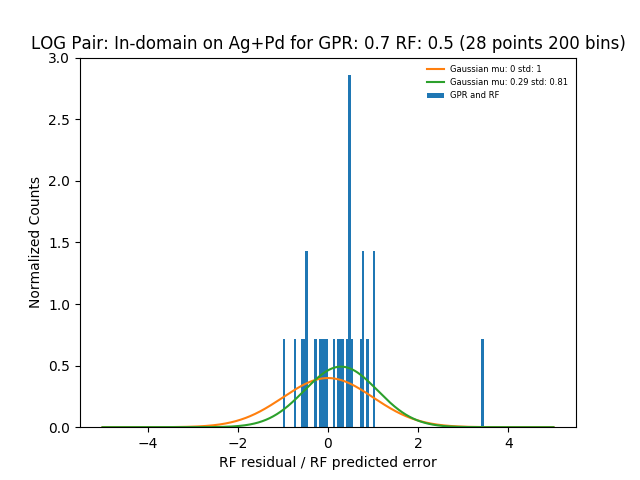 LOG Pair: In-domain on Ag+Pd for GPR: 0.7 RF: 0.5 (28 points 200 bins)
Gaussian mu: 0 std: 1
Gaussian mu: 0.29 std: 0.81
GPR and RF
Normalized Counts
3.0
2.5
2.0
1.5
1.0
0.5
0.0
−4 −2 0 2 4
RF residual / RF predicted error